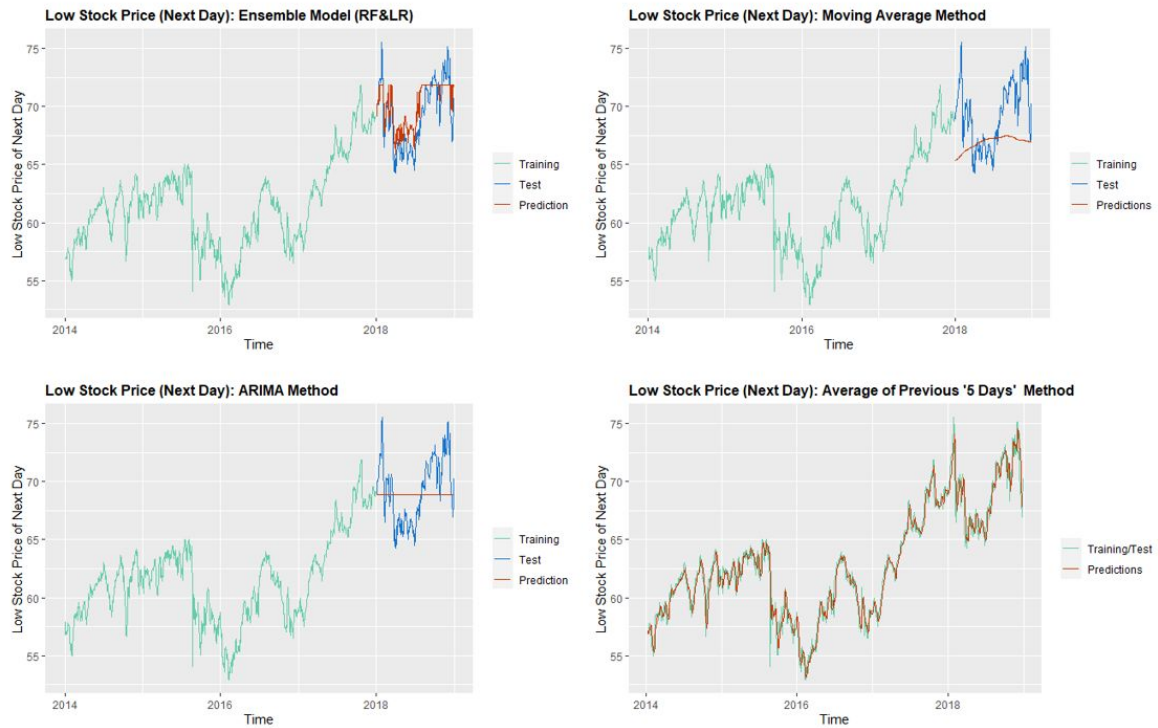 Low Stock Price (Next Day): Ensemble Model (RF&LR)
Low Stock Price of Next Day
75
70
65
60
55
2014
2016
2018
Time
Training
Test
Prediction
Low Stock Price (Next Day): Moving Average Method
Low Stock Price of Next Day
75
70
65
60
55
2014
2016
2018
Time
Training
Test
Predictions
Low Stock Price (Next Day): ARIMA Method
Low Stock Price of Next Day
75
70
65
60
55
2014
2016
2018
Time
Training
Test
Prediction
Low Stock Price (Next Day): Average of Previous '5 Days' Method
Low Stock Price of Next Day
75
70
65
60
55
2014
2016
2018
Time
Training/Test
Predictions